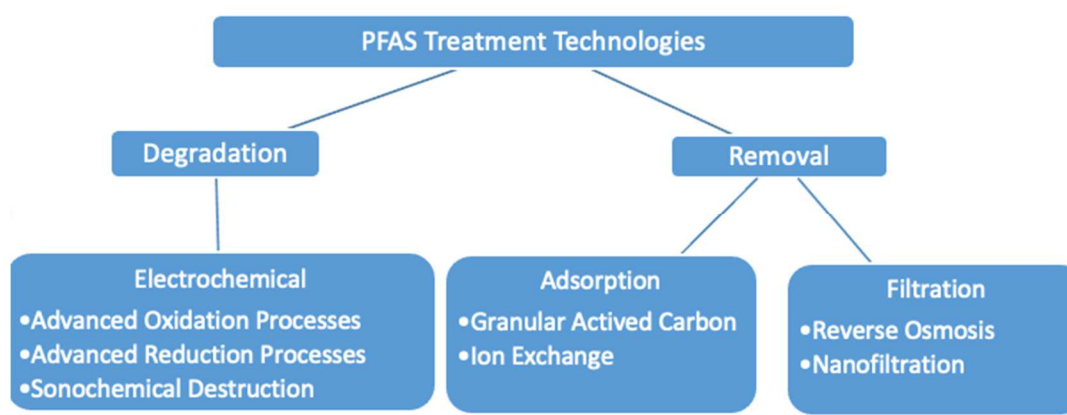 PFAS Treatment Technologies
Degradation
Removal
Electrochemical
•Advanced Oxidation Processes
•Advanced Reduction Processes
•Sonochemical Destruction
Adsorption
•Granular Actived Carbon
•Ion Exchange
Filtration
•Reverse Osmosis
•Nanofiltration